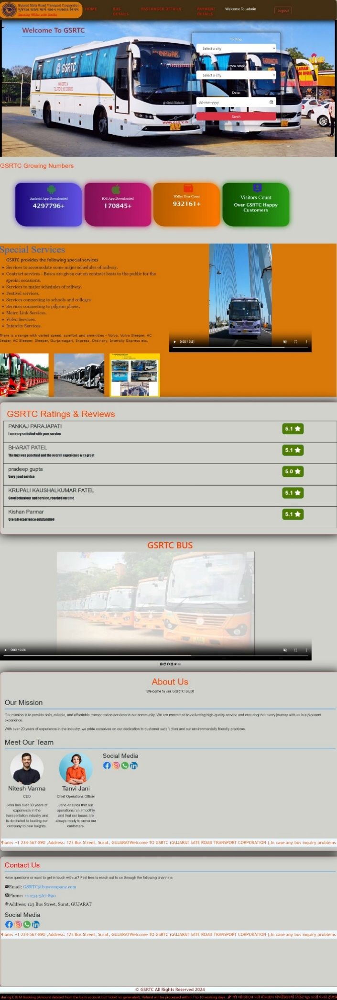 Gujarat State Road Transport Corporation
ગુજરાત રાજ્ય માર્ગ વાહન વ્યવહાર નિગમ
Sharing Miles with Smiles
HOME
BUS DETAILS
PASSANGER DETAILS
PAYMENT DETAILS
Welcome To ,admin
Logout
Welcome To GSRTC
To Stop:
Select a city
From Stop:
Select a city
Date:
dd-mm-yyyy
Serch
GSRTC
WWW.GSRTC.IN
GSRTC Growing Numbers
Android App Downloaded
4297796+
IOS App Downloaded
170845+
Wallet User Count
932161+
Visitors Count
Over GSRTC Happy
Customers
Special Services
GSRTC provides the following special services
• Services to accomodate some major schedules of railway.
• Contract services - Buses are given out on contract basis to the public for the
special occasions.
• Services to major schedules of railway.
• Festival services.
• Services connecting to schools and colleges.
• Services connecting to pilgrim places.
• Metro Link Services.
• Volvo Services.
• Intercity Services.
There is a range with varied speed, comfort and amenities - Volvo, Volvo Sleeper, AC
Seater, AC Sleeper, Sleeper, Gurjarnagari, Express, Ordinary, Intercity Express etc.
0:00 / 0:21
GSRTC Ratings & Reviews
PANKAJ PARAJAPATI
5.1
I am very satisfied with your service
BHARAT PATEL
5.1
The bus was punctual and the overall experience was great
pradeep gupta
5.0
Very good service
KRUPALI KAUSHALKUMAR PATEL
5.1
Good behaviour and service, reached on time
Kishan Parmar
5.1
Overall experience outstanding
GSRTC BUS
0:00 / 0:26
About Us
Welcome to our GSRTC BUS!
Our Mission
Our mission is to provide safe, reliable, and affordable transportation services to our community. We are committed to delivering high-quality service and ensuring that every journey with us is a pleasant
experience.
With over 20 years of experience in the industry, we pride ourselves on our dedication to customer satisfaction and our environmentally friendly practices.
Meet Our Team
Nitesh Varma
CEO
John has over 30 years of
experience in the
transportation industry and
is dedicated to leading our
company to new heights.
Tanvi Jani
Chief Operations Officer
Jane ensures that our
operations run smoothly
and that our buses are
always ready to serve our
customers.
Social Media
Phone: +1 234-567-890 ,Address: 123 Bus Street, Surat, GUJARATWelcome TO GSRTC (GUJARAT SATE ROAD TRANSPORT CORPORATION ),In case any bus inquiry problems
Contact Us
Have questions or want to get in touch with us? Feel free to reach out to us through the following channels:
Email: GSRTC@buscompany.com
Phone: +1 234-567-890
Address: 123 Bus Street, Surat, GUJARAT
Social Media
Phone: +1 234-567-890 ,Address: 123 Bus Street, Surat, GUJARATWelcome TO GSRTC (GUJARAT SATE ROAD TRANSPORT CORPORATION ),In case any bus inquiry problems
© GSRTC All Rights Reserved 2024
during E & M Booking (Amount debited from the bank account but Ticket no generated), Refund will be processed within 7 to 10 working days. 📌 જો ઓનલાઇન અને મોબાઇલ એપ્લિકેશનથી ટિકિટ બુક કરતી વખતે